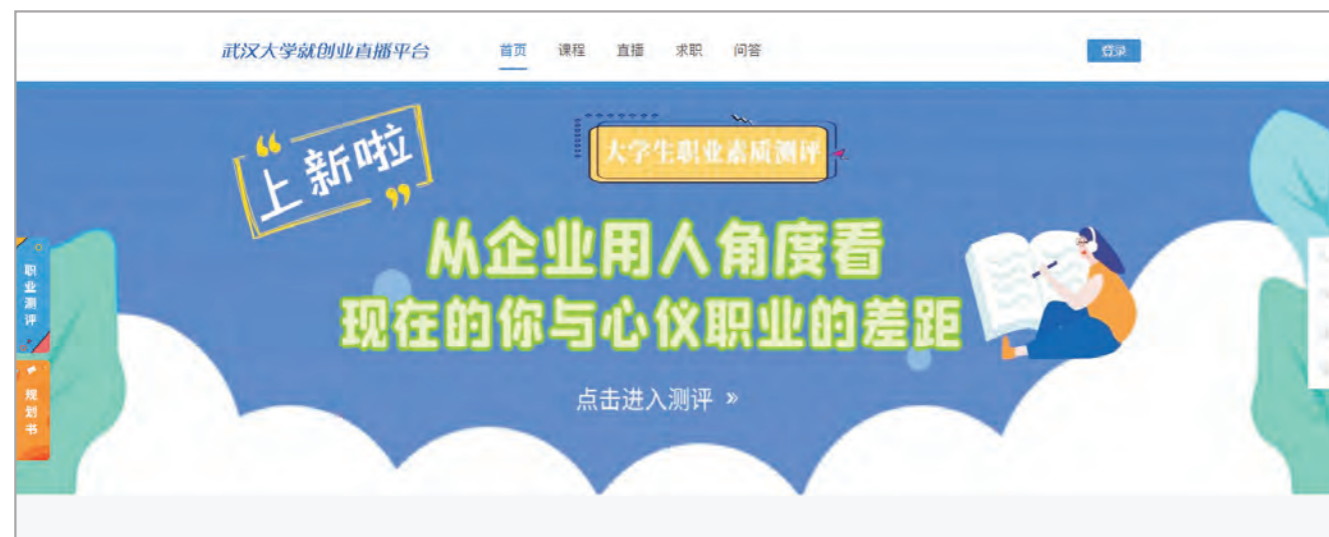 武汉大学就创业直播平台 首页 课程 直播 求职 问答 登录
“上新啦”
大学生职业素质测评
从企业用人角度看
现在的你与心仪职业的差距
点击进入测评 »
职业测评
规划书